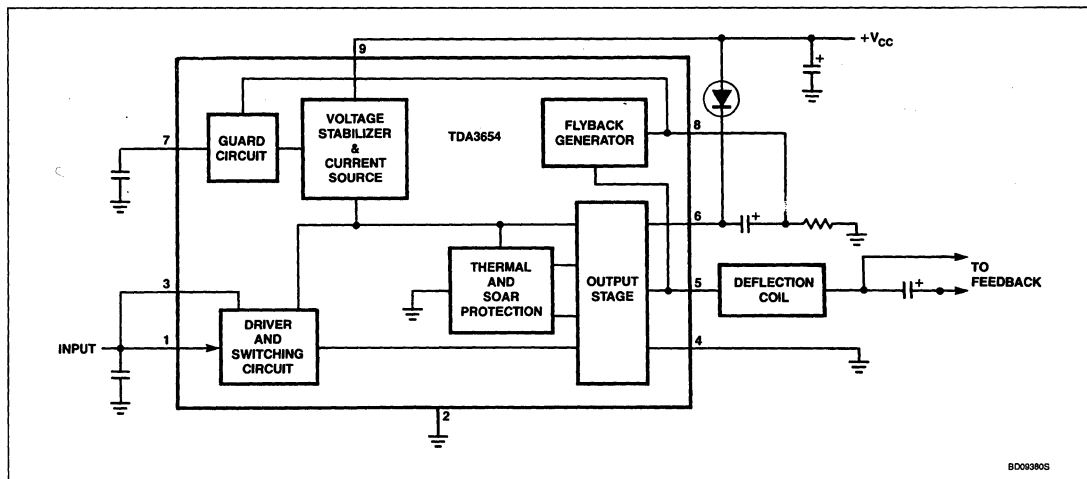 +VCC
9
VOLTAGE
STABILIZER
&
CURRENT
SOURCE
TDA3654
FLYBACK
GENERATOR
8
7
GUARD
CIRCUIT
+
+
6
THERMAL
AND
SOAR
PROTECTION
OUTPUT
STAGE
5
DEFLECTION
COIL
+
TO
FEEDBACK
3
INPUT
1
DRIVER
AND
SWITCHING
CIRCUIT
4
2
BD09380S